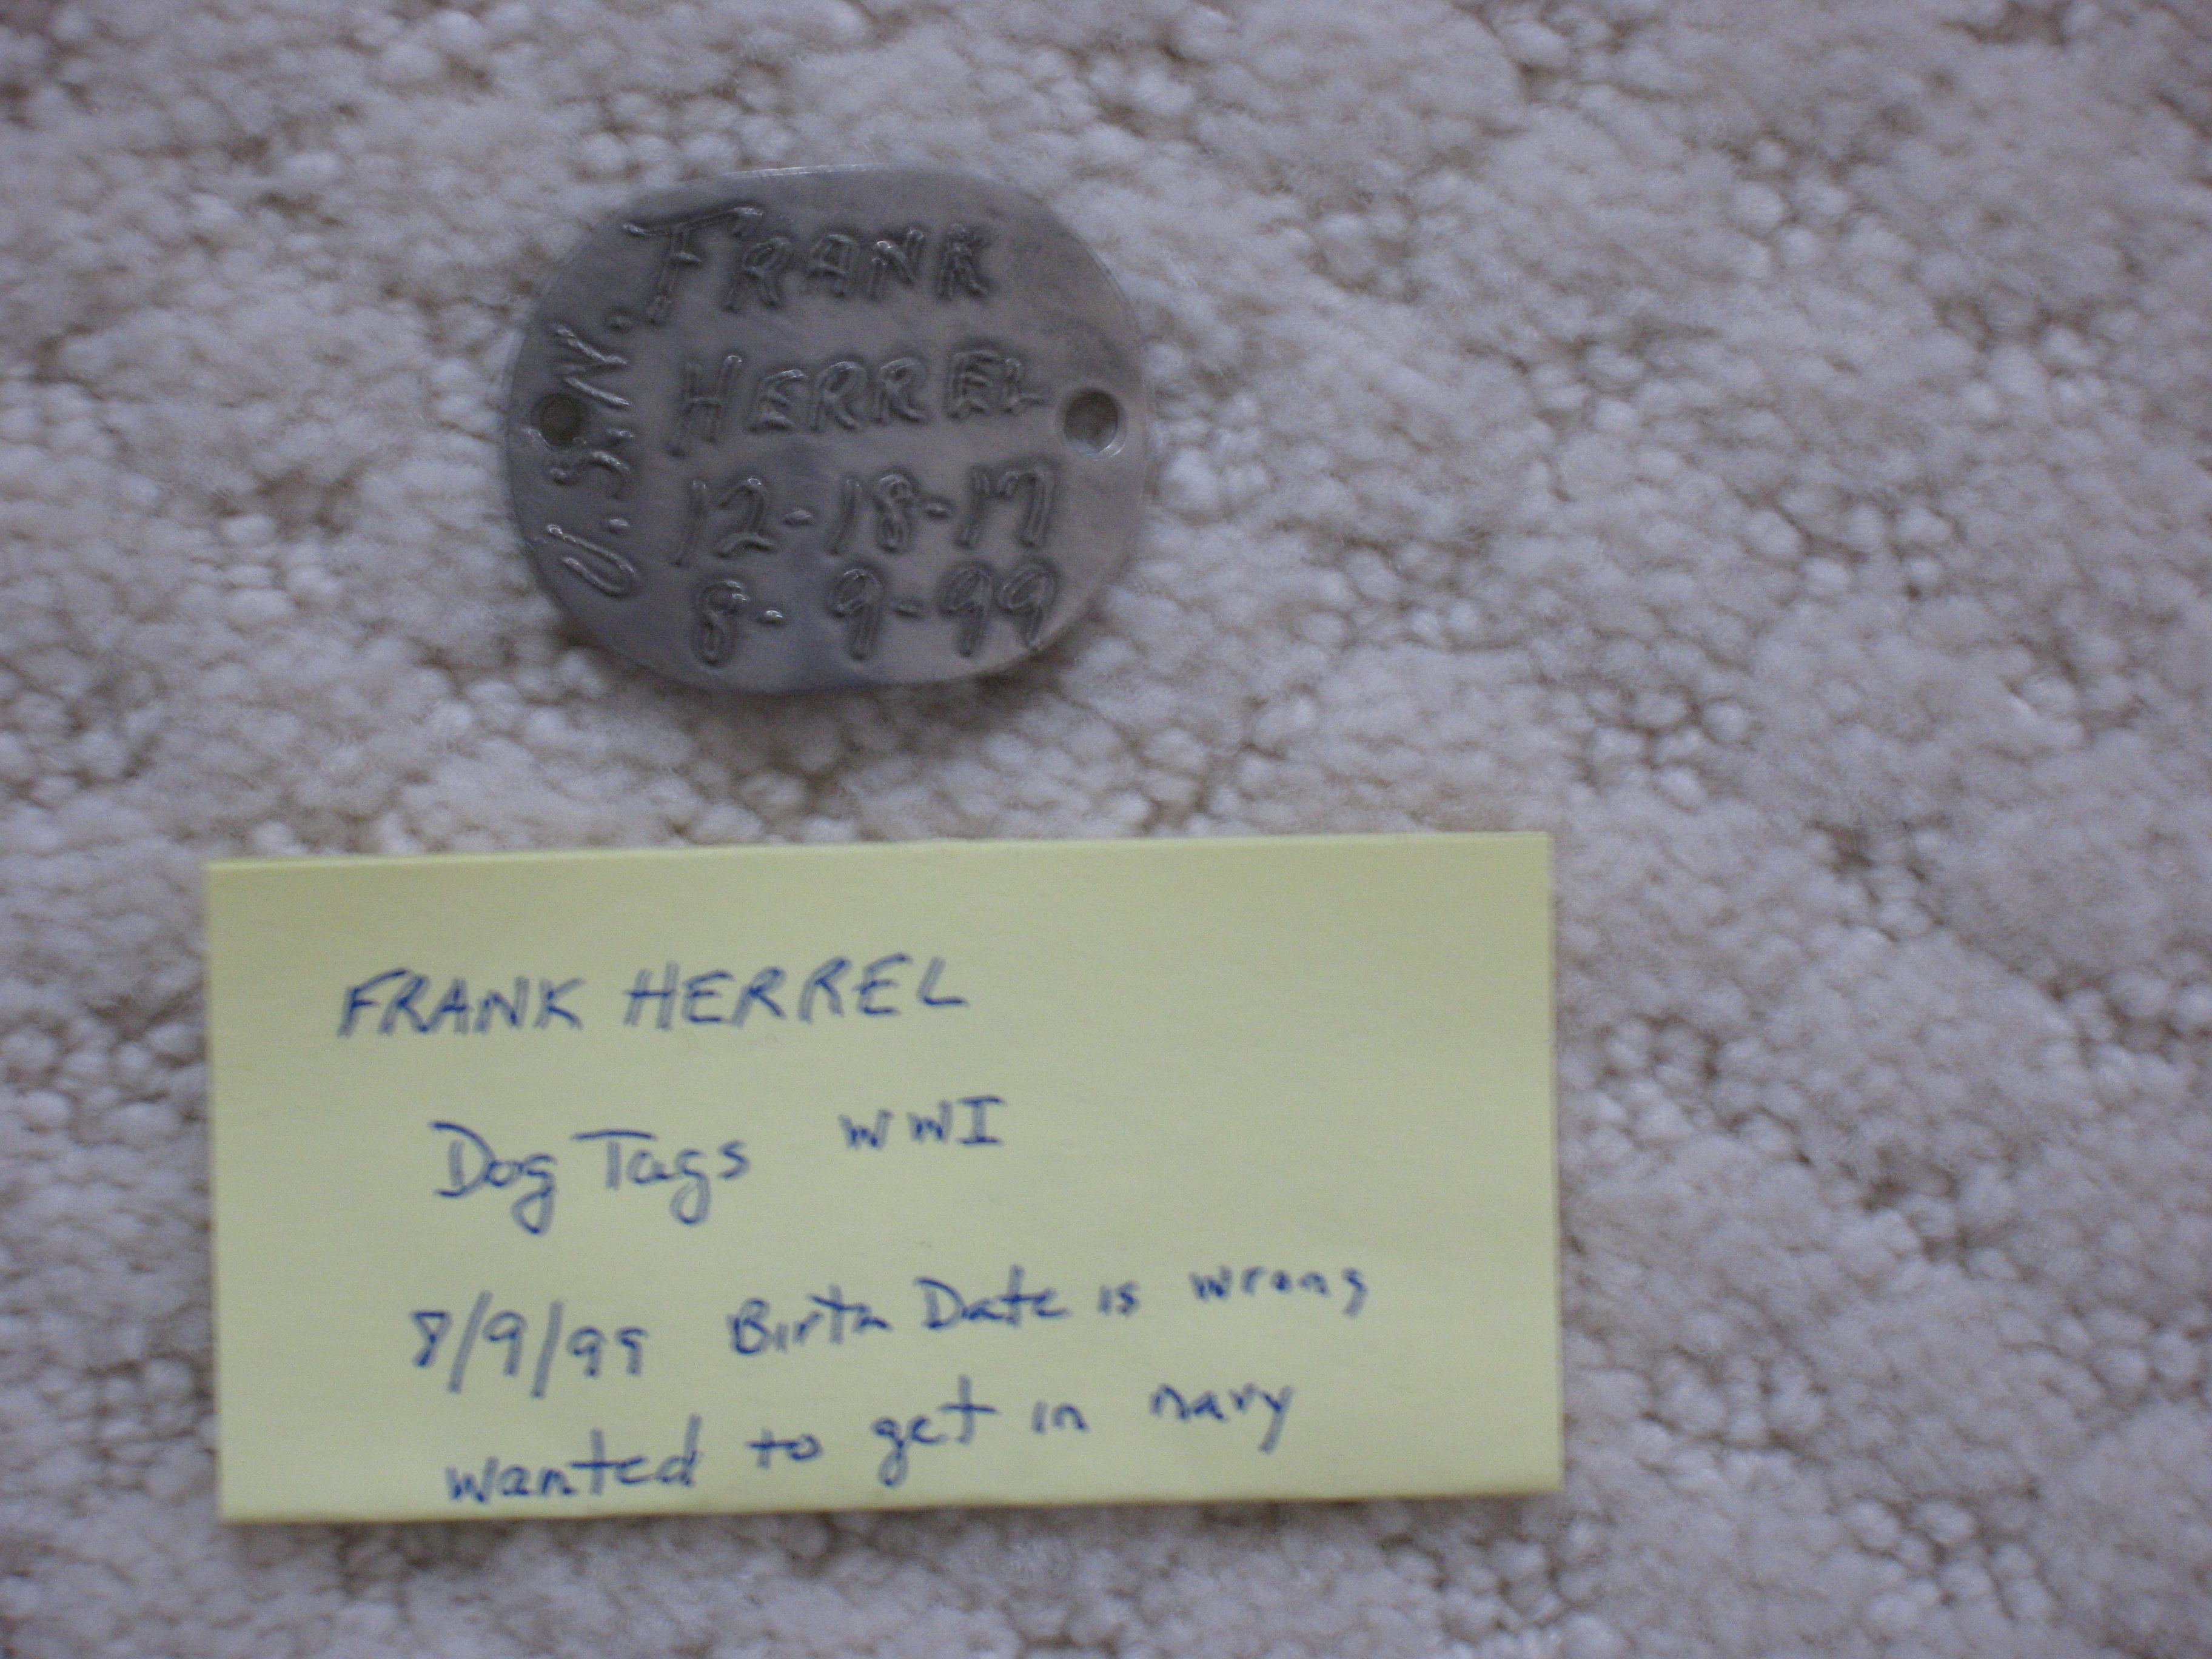 U.S.N.
FRANK
HERREL
12-18-17
8-9-99
FRANK HERREL
Dog Tags WWI
8/9/99 Birth Date is wrong
wanted to get in navy